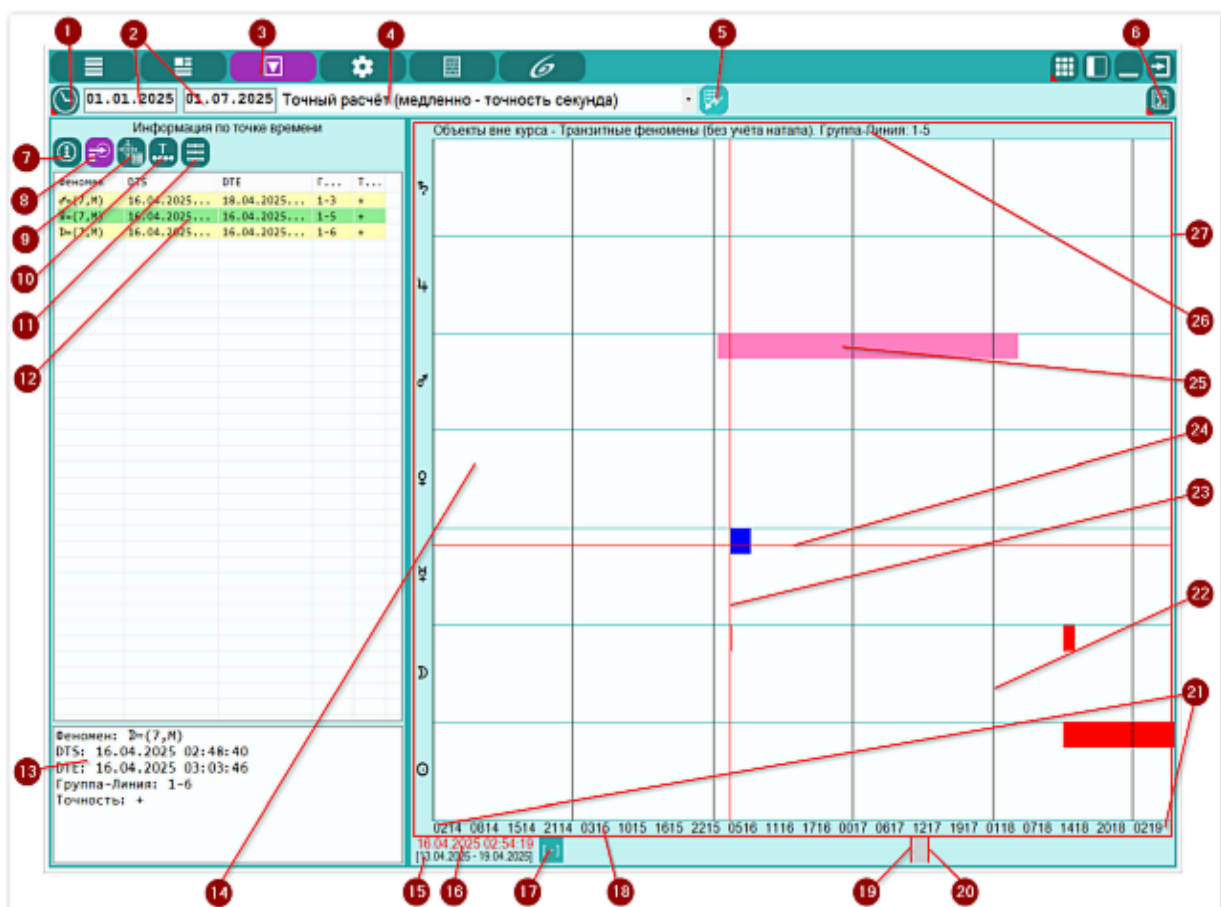 1 2 3 4 5 6
01.01.2025 01.07.2025 Точный расчёт (медленно - точность секунда)
Информация по точке времени
Объекты вне курса - Транзитные феномены (без учёта натала). Группа-Линия: 1-5
7
8
9
10
11
12
Феномен DTS DTE Г... Т...
♂=(7,М) 16.04.2025... 18.04.2025... 1-3 +
=(7,М) 16.04.2025... 16.04.2025... 1-5 +
☽=(7,М) 16.04.2025... 16.04.2025... 1-6 +
♄
♃
♂
♀
☿
☽
☉
27
26
25
24
23
22
21
13
Феномен: ☽=(7,М)
DTS: 16.04.2025 02:48:40
DTE: 16.04.2025 03:03:46
Группа-Линия: 1-6
Точность: +
0214 0814 1514 2114 0315 1015 1615 2215 0516 1116 1716 0017 0617 1217 1917 0118 0718 1418 2018 0219
16.04.2025 02:54:19
[13.04.2025 - 19.04.2025]
14 15 16 17 18 19 20